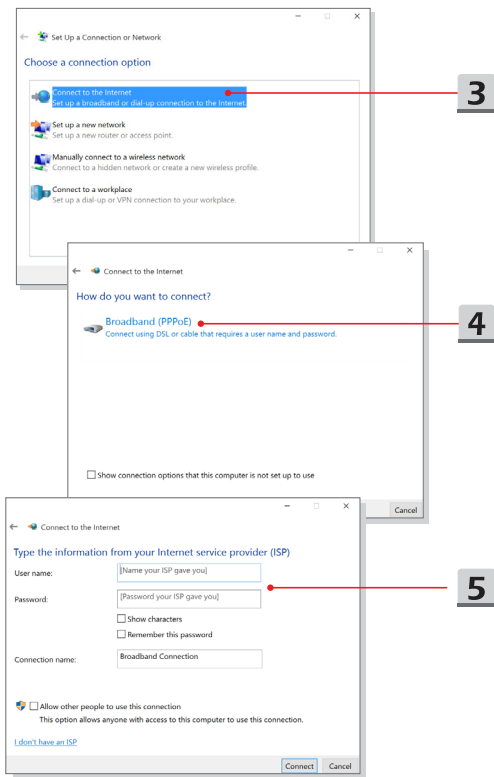 Set Up a Connection or Network
Choose a connection option
Connect to the Internet
Set up a broadband or dial-up connection to the Internet.
3
Set up a new network
Set up a new router or access point.
Manually connect to a wireless network
Connect to a hidden network or create a new wireless profile.
Connect to a workplace
Set up a dial-up or VPN connection to your workplace.
Connect to the Internet
How do you want to connect?
Broadband (PPPoE)
4
Connect using DSL or cable that requires a user name and password.
Show connection options that this computer is not set up to use
Cancel
Connect to the Internet
Type the information from your Internet service provider (ISP)
User name:
[Name your ISP gave you]
5
Password:
[Password your ISP gave you]
Show characters
Remember this password
Connection name:
Broadband Connection
Allow other people to use this connection
This option allows anyone with access to this computer to use this connection.
I don't have an ISP
Connect
Cancel